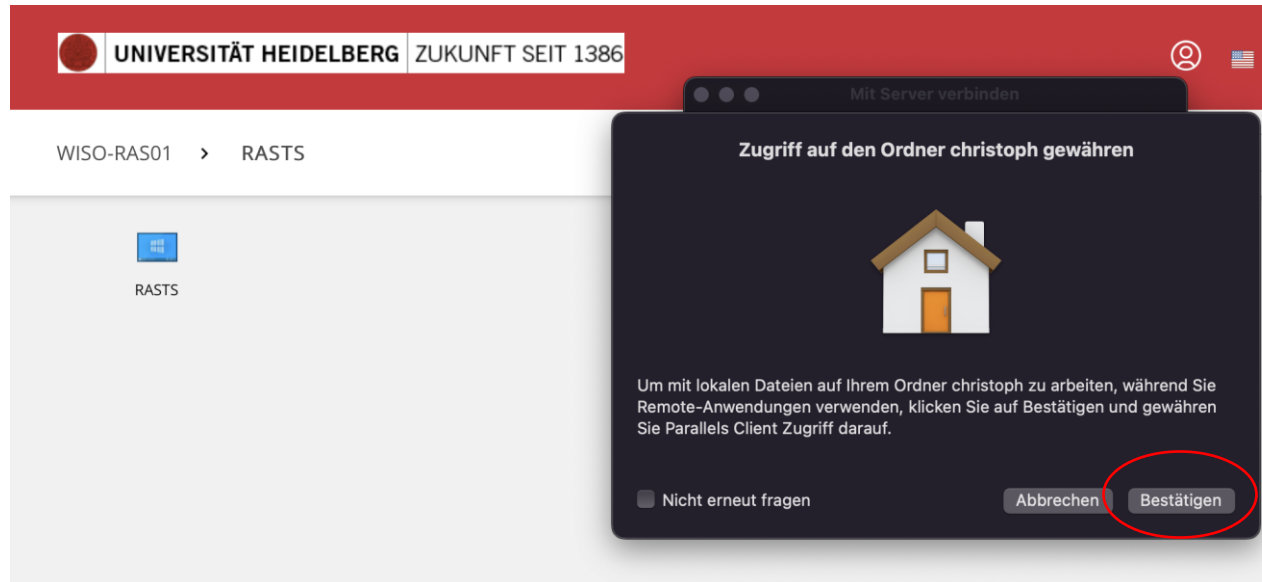 UNIVERSITÄT HEIDELBERG ZUKUNFT SEIT 1386
Mit Server verbinden
WISO-RAS01 > RASTS
RASTS
Zugriff auf den Ordner christoph gewähren
Um mit lokalen Dateien auf Ihrem Ordner christoph zu arbeiten, während Sie
Remote-Anwendungen verwenden, klicken Sie auf Bestätigen und gewähren
Sie Parallels Client Zugriff darauf.
Nicht erneut fragen
Abbrechen
Bestätigen